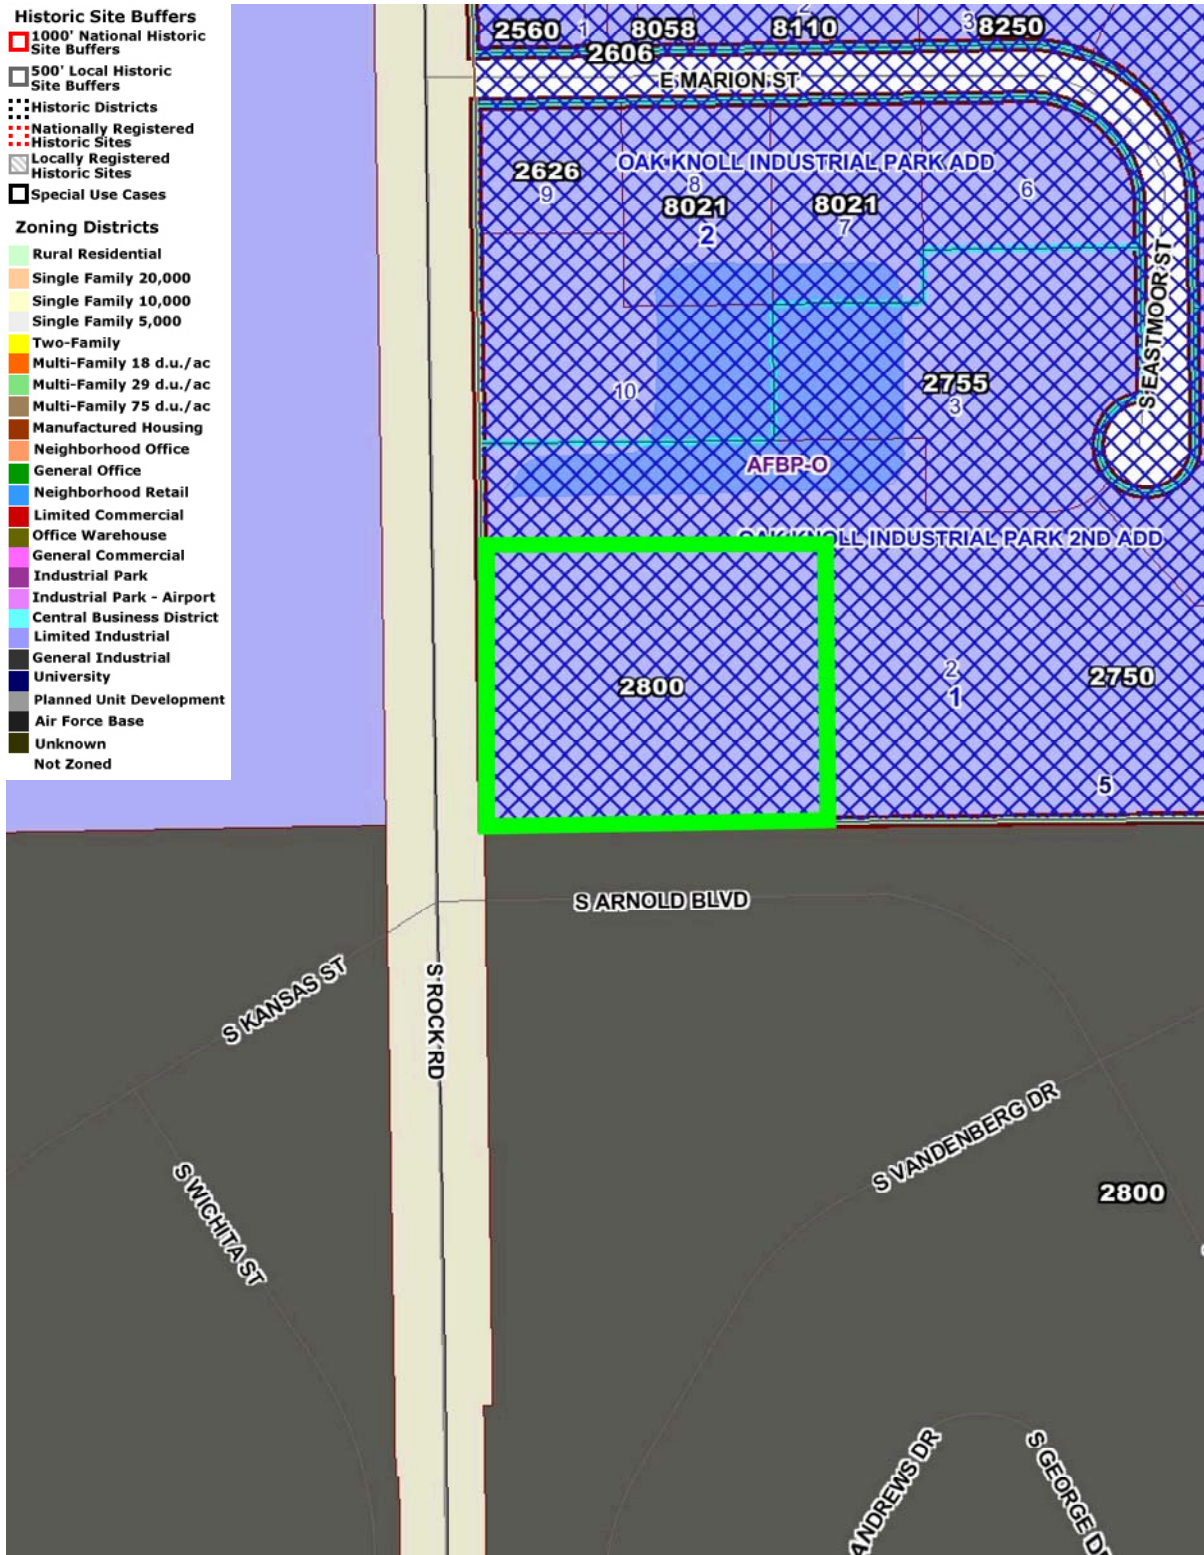 Historic Site Buffers
1000' National Historic
Site Buffers
500' Local Historic
Site Buffers
Historic Districts
Nationally Registered
Historic Sites
Locally Registered
Historic Sites
Special Use Cases
Zoning Districts
Rural Residential
Single Family 20,000
Single Family 10,000
Single Family 5,000
Two-Family
Multi-Family 18 d.u./ac
Multi-Family 29 d.u./ac
Multi-Family 75 d.u./ac
Manufactured Housing
Neighborhood Office
General Office
Neighborhood Retail
Limited Commercial
Office Warehouse
General Commercial
Industrial Park
Industrial Park - Airport
Central Business District
Limited Industrial
General Industrial
University
Planned Unit Development
Air Force Base
Unknown
Not Zoned
2560
1
8058
8110
3
8250
2606
E MARION ST
OAK KNOLL INDUSTRIAL PARK ADD
2626
9
8
8021
2
8021
7
6
S EASTMOOR ST
10
2755
3
AFBP-O
OAK KNOLL INDUSTRIAL PARK 2ND ADD
2800
2
1
2750
5
S ARNOLD BLVD
S KANSAS ST
S ROCK RD
S VANDENBERG DR
S WICHITA ST
2800
ANDREWS DR
S GEORGE D